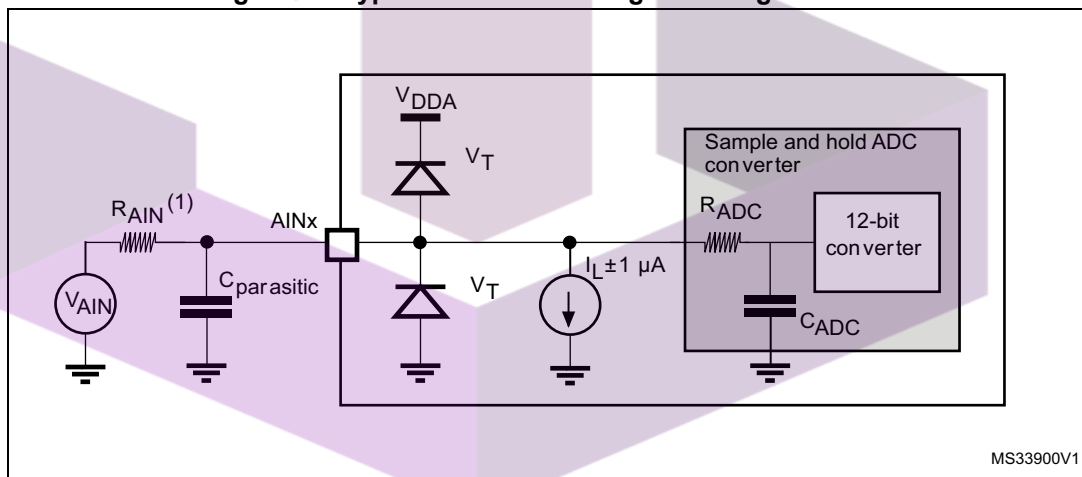 V_DDA
Sample and hold ADC
converter
V_T
R_AIN (1)
AINx
R_ADC
12-bit
converter
I_L±1 µA
V_T
C_parasitic
V_AIN
C_ADC
MS33900V1